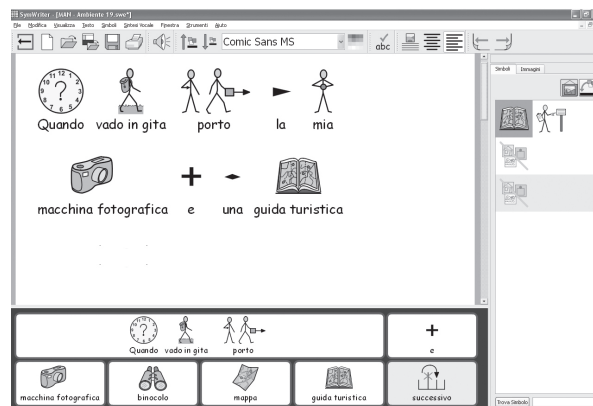 SymWriter - [MAN - Ambiente 19.swe*]
File Modifica Visualizza Testo Simboli Sintesi Vocale Finestra Strumenti Aiuto
Comic Sans MS
abc
Simboli Immagini
Quando vado in gita porto la mia
macchina fotografica e una guida turistica
Quando vado in gita porto e
macchina fotografica binocolo mappa guida turistica successivo
Trova Simbolo